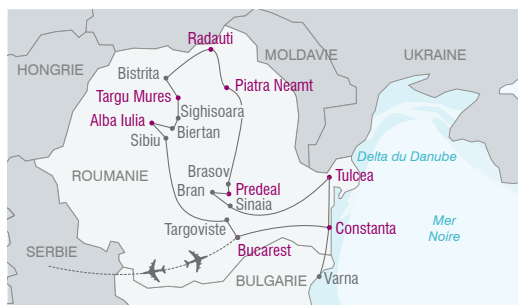 Radauti
MOLDAVIE
UKRAINE
HONGRIE
Bistrita
Piatra Neamt
Targu Mures
Sighisoara
Alba Iulia
Biertan
Sibiu
Delta du Danube
Brasov
Tulcea
ROUMANIE
Bran
Predeal
Sinaia
Mer
Noire
Targoviste
Constanta
SERBIE
Bucarest
BULGARIE
Varna